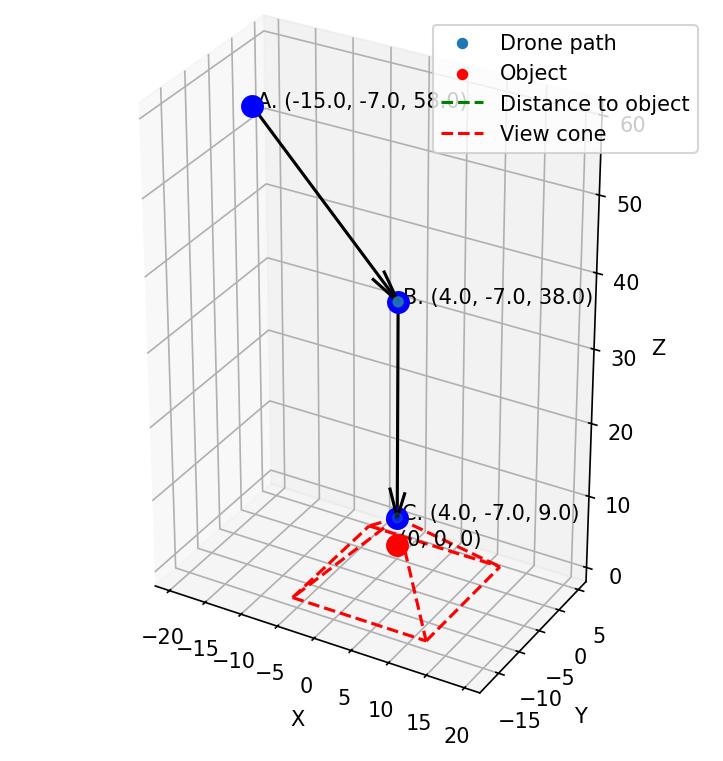 Drone path
Object
Distance to object
View cone
A. (-15.0, -7.0, 58.0)
B. (4.0, -7.0, 38.0)
C. (4.0, -7.0, 9.0)
(0, 0, 0)
60
50
40
30
20
10
0
Z
−20
−15
−10
−5
0
5
10
15
20
X
−15
−10
−5
0
5
Y